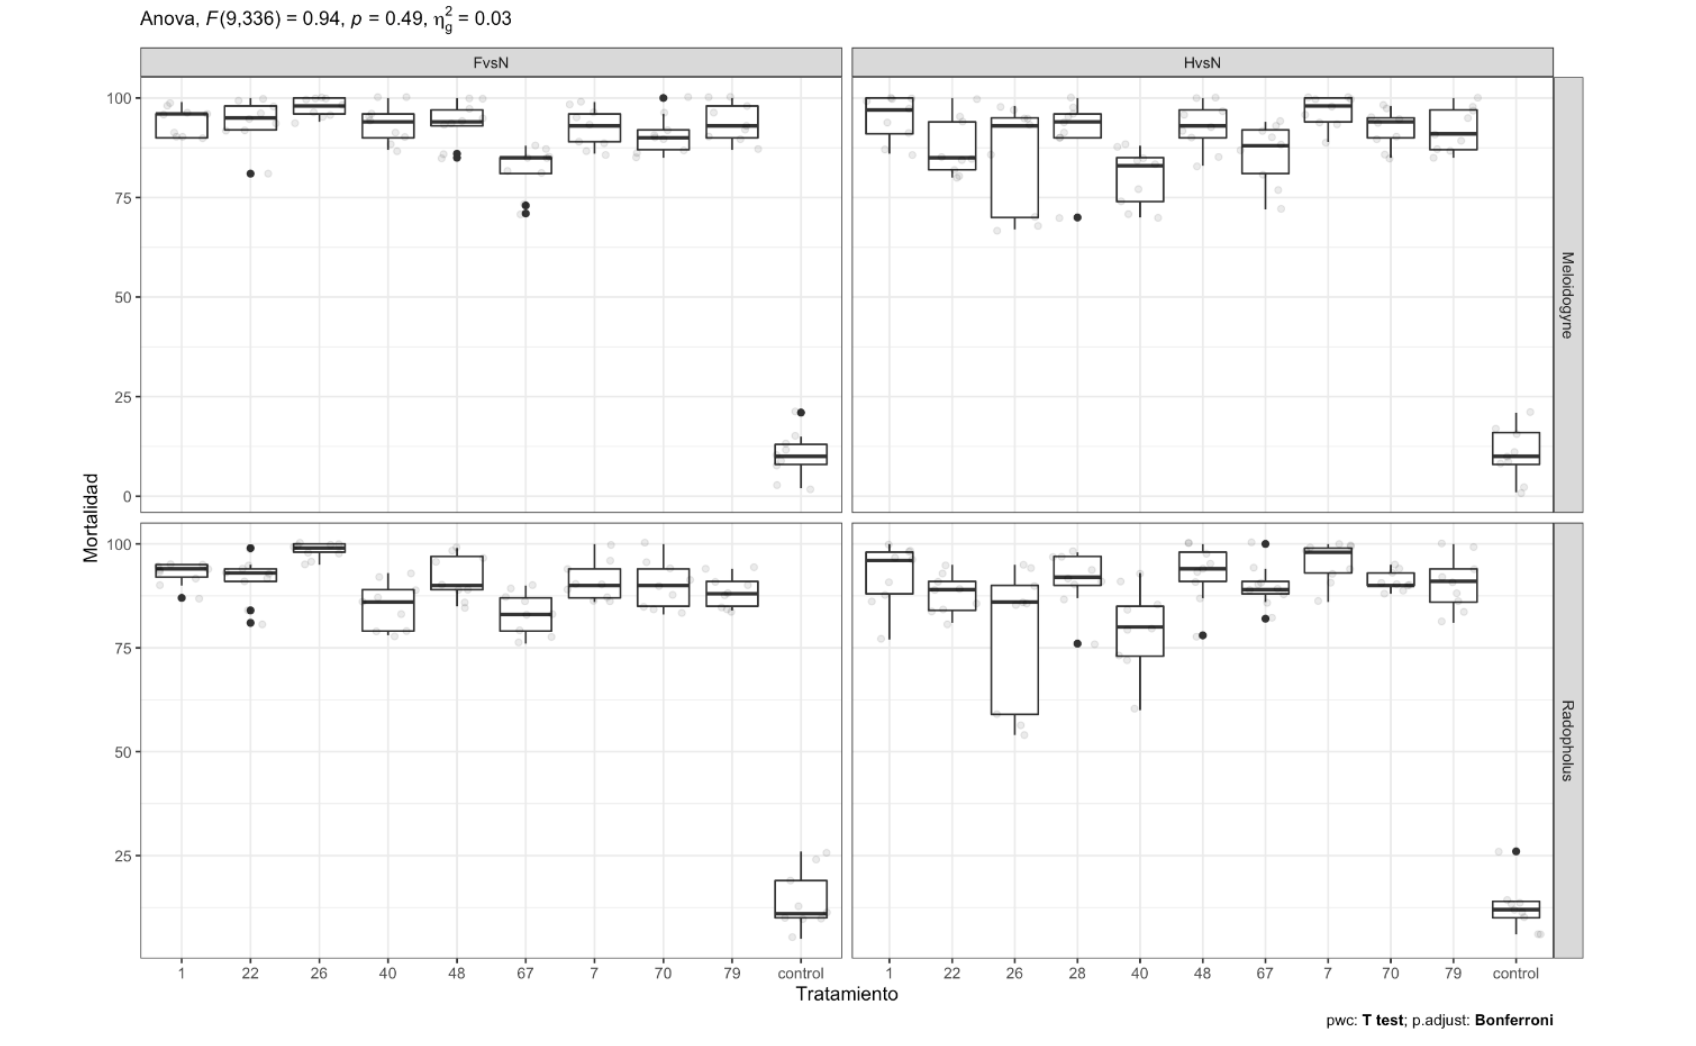 Anova, F(9,336) = 0.94, p = 0.49, η²g = 0.03
FvsN
HvsN
100
75
50
25
0
Meloidogyne
100
75
50
25
Radopholus
Mortalidad
1 22 26 40 48 67 7 70 79 control
1 22 26 28 40 48 67 7 70 79 control
Tratamiento
pwc: T test; p.adjust: Bonferroni